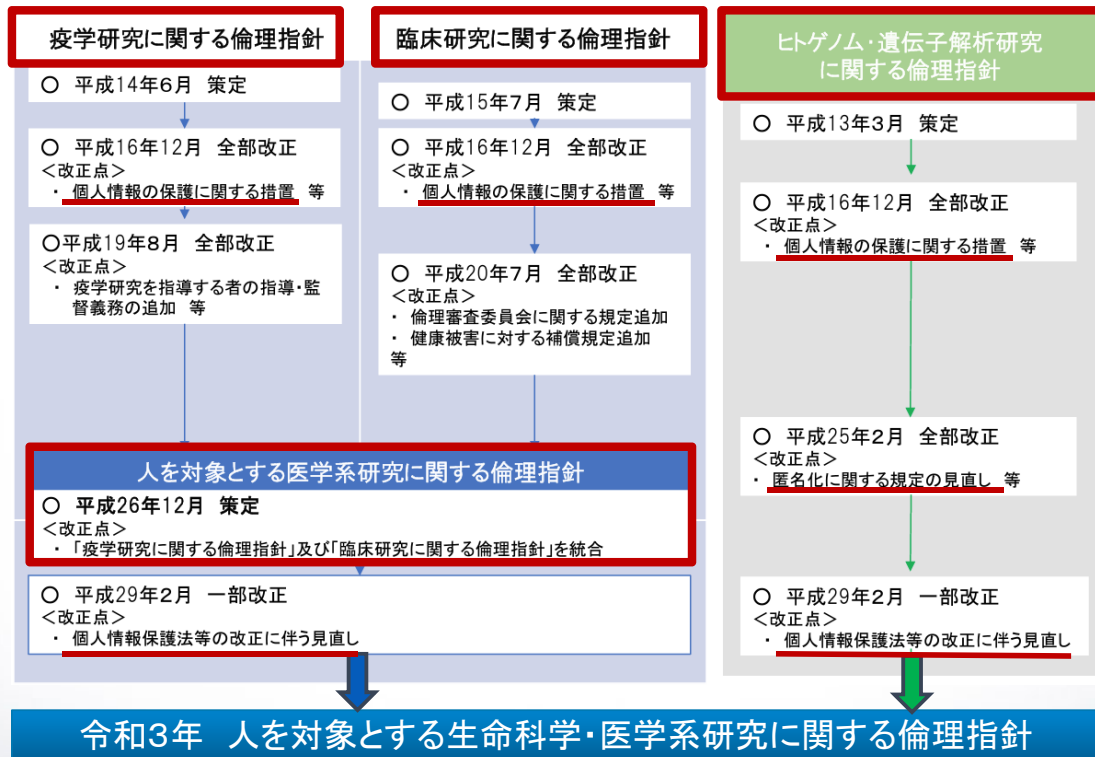 疫学研究に関する倫理指針
○ 平成14年6月 策定
○ 平成16年12月 全部改正
<改正点>
・ 個人情報の保護に関する措置 等
○平成19年8月 全部改正
<改正点>
・ 疫学研究を指導する者の指導・監
督義務の追加 等
臨床研究に関する倫理指針
○ 平成15年7月 策定
○ 平成16年12月 全部改正
<改正点>
・ 個人情報の保護に関する措置 等
○ 平成20年7月 全部改正
<改正点>
・ 倫理審査委員会に関する規定追加
・ 健康被害に対する補償規定追加
等
人を対象とする医学系研究に関する倫理指針
○ 平成26年12月 策定
<改正点>
・ 「疫学研究に関する倫理指針」及び「臨床研究に関する倫理指針」を統合
○ 平成29年2月 一部改正
<改正点>
・ 個人情報保護法等の改正に伴う見直し
ヒトゲノム・遺伝子解析研究
に関する倫理指針
○ 平成13年3月 策定
○ 平成16年12月 全部改正
<改正点>
・ 個人情報の保護に関する措置 等
○ 平成25年2月 全部改正
<改正点>
・ 匿名化に関する規定の見直し 等
○ 平成29年2月 一部改正
<改正点>
・ 個人情報保護法等の改正に伴う見直し
令和3年 人を対象とする生命科学・医学系研究に関する倫理指針